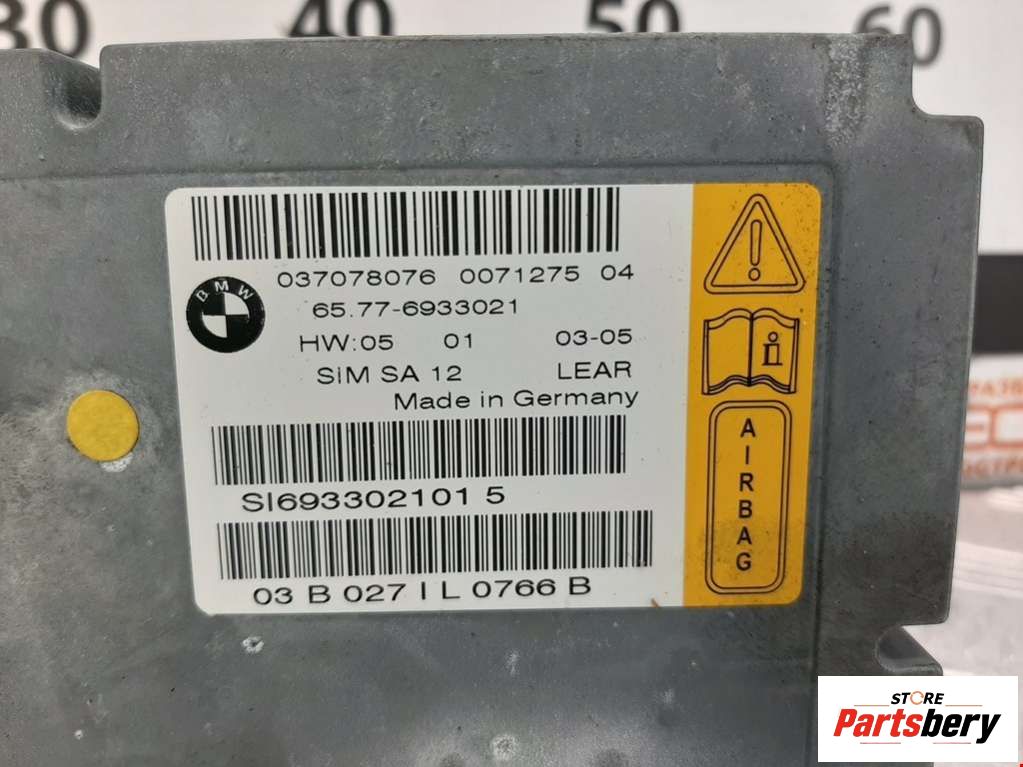 30 40 50 60
037078076 0071275 04
BMW
65.77-6933021
HW:05 01 03-05
SiM SA 12 LEAR
Made in Germany
SI693302101 5
03 B 027 I L 0766 B
AIRBAG
STORE
Partsbery